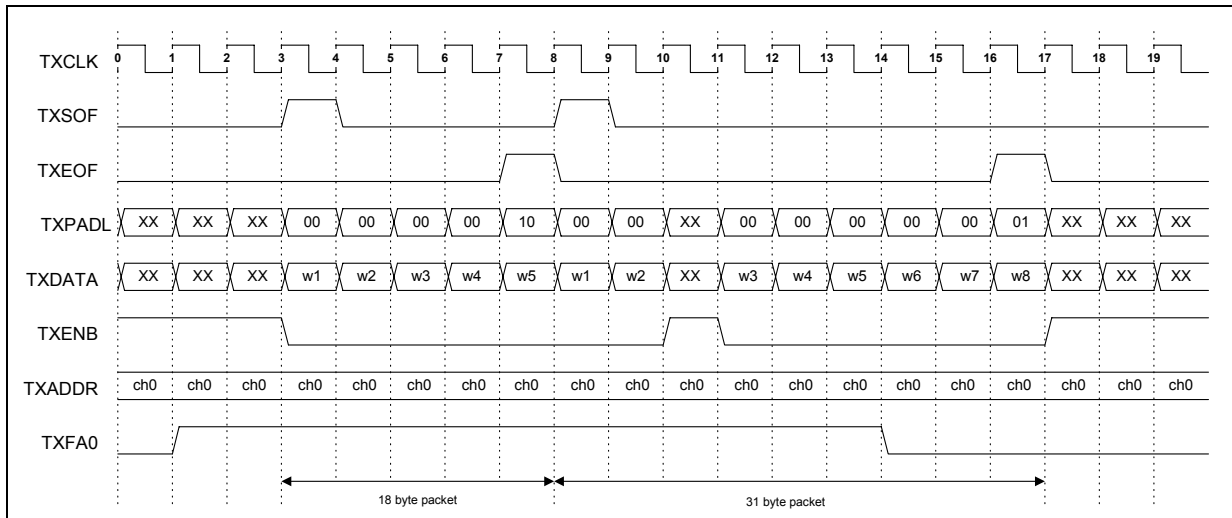 TXCLK 0 1 2 3 4 5 6 7 8 9 10 11 12 13 14 15 16 17 18 19
TXSOF
TXEOF
TXPADL XX XX XX 00 00 00 00 10 00 00 XX 00 00 00 00 00 01 XX XX XX
TXDATA XX XX XX w1 w2 w3 w4 w5 w1 w2 XX w3 w4 w5 w6 w7 w8 XX XX XX
TXENB
TXADDR ch0 ch0 ch0 ch0 ch0 ch0 ch0 ch0 ch0 ch0 ch0 ch0 ch0 ch0 ch0 ch0 ch0 ch0 ch0 ch0
TXFA0
18 byte packet 31 byte packet